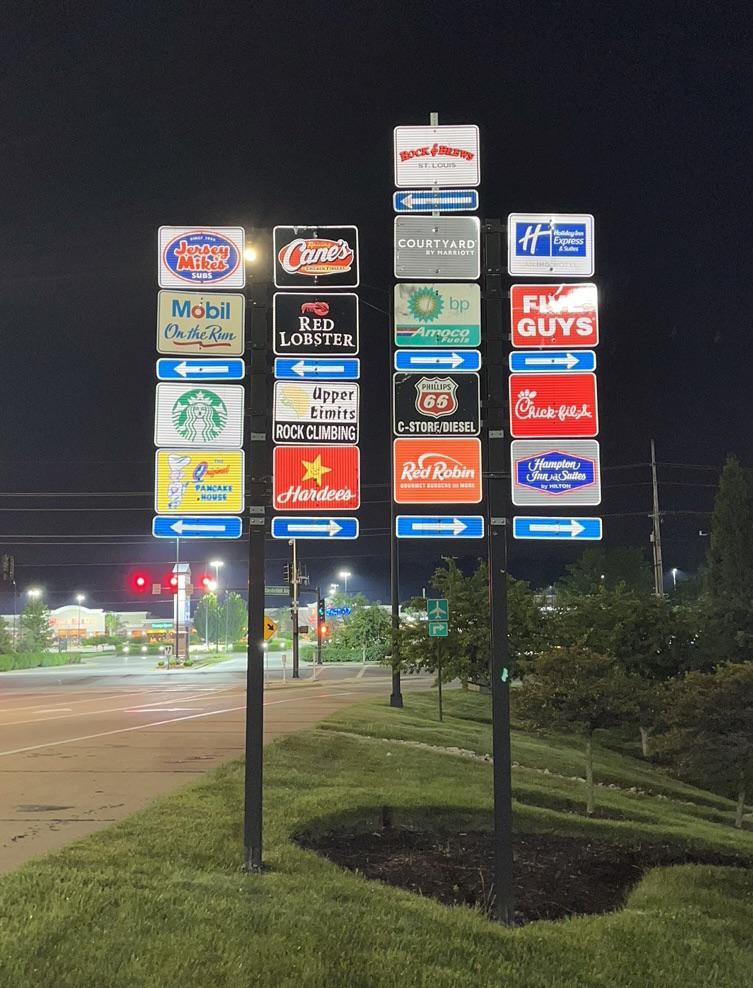 ROCK & BREWS
ST. LOUIS
SINCE 1956
Jersey
Mike's
SUBS
Raising
Cane's
CHICKEN FINGERS
COURTYARD
BY MARRIOTT
Holiday Inn
Express
& Suites
Mobil
On the Run
RED
LOBSTER
bp
Amoco
Fuels
FIVE
GUYS
Upper
Limits
ROCK CLIMBING
PHILLIPS
66
C-STORE/DIESEL
Chick-fil-A
THE
Original
PANCAKE
HOUSE
Hardee's
Red Robin
GOURMET BURGERS AND MORE
Hampton
Inn & Suites
by HILTON